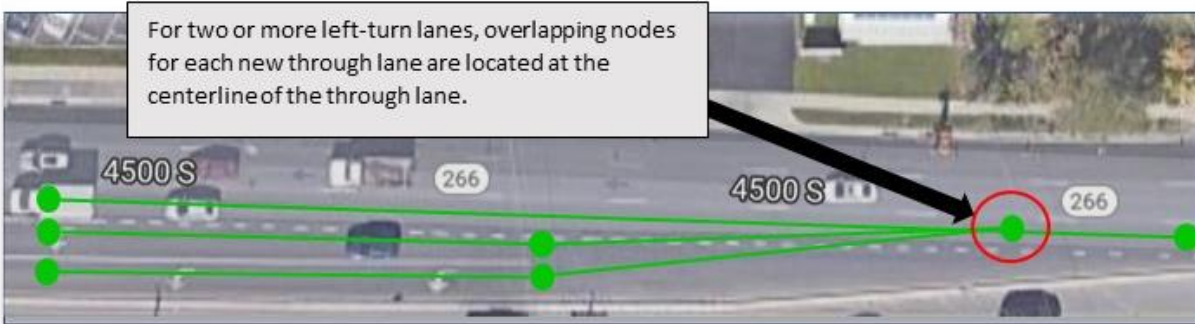 For two or more left-turn lanes, overlapping nodes
for each new through lane are located at the
centerline of the through lane.
4500 S
266
4500 S
266